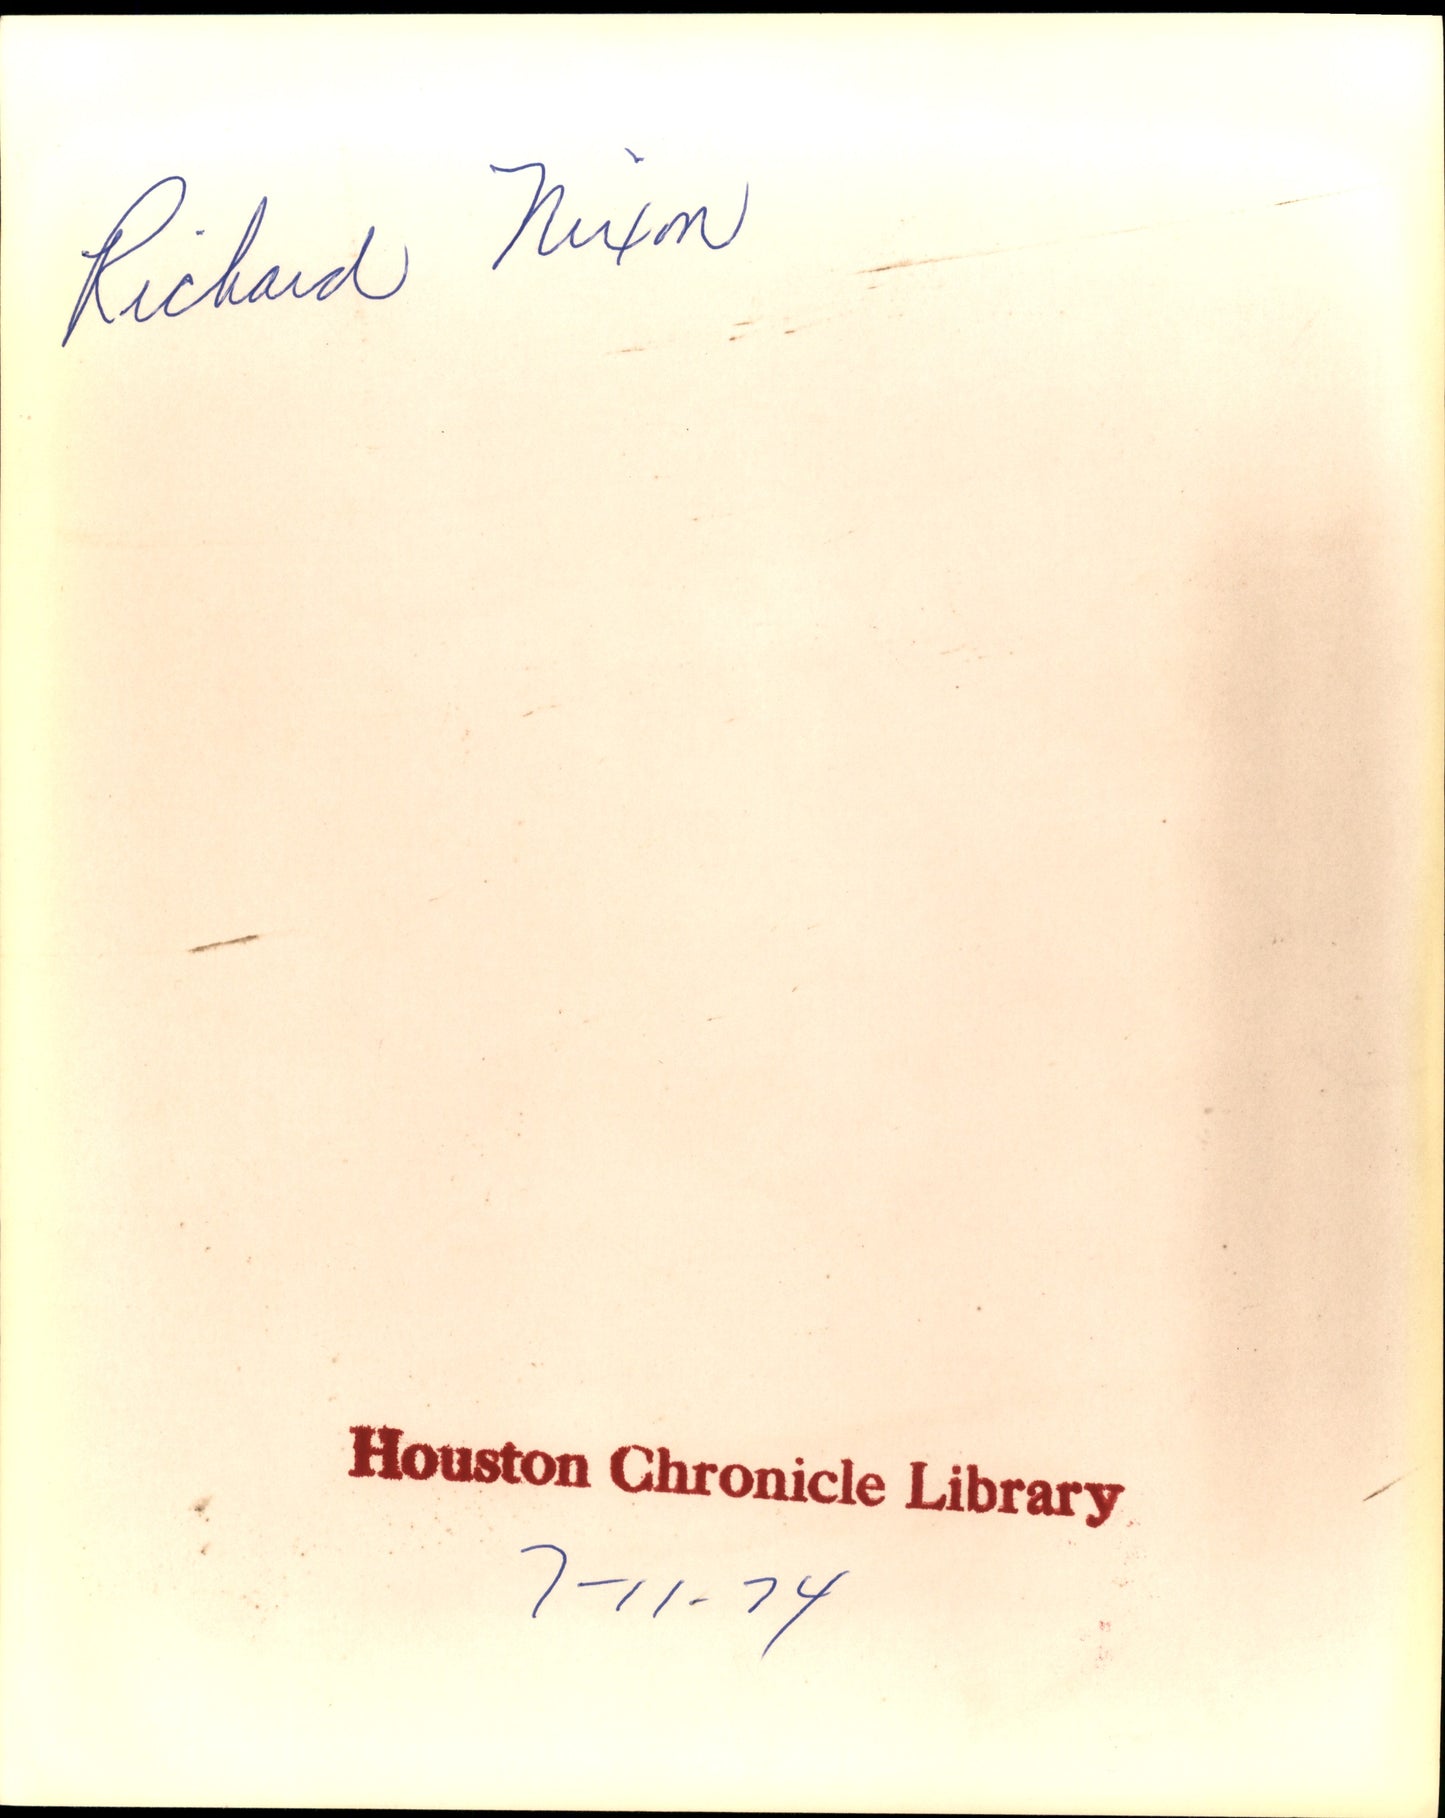 Richard Nixon
Houston Chronicle Library
7-11-74